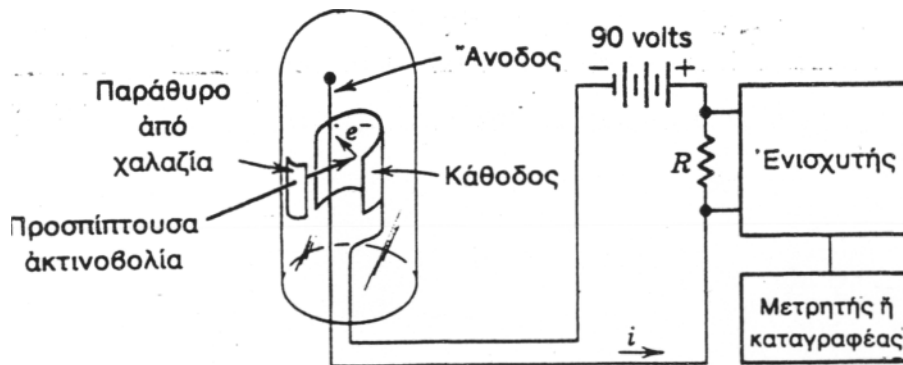 90 volts
− +
Ἄνοδος
Παράθυρο
ἀπό
χαλαζία
e⁻
Κάθοδος
R
Ἐνισχυτής
Προσπίπτουσα
ἀκτινοβολία
Μετρητής ἤ
καταγραφέας
i